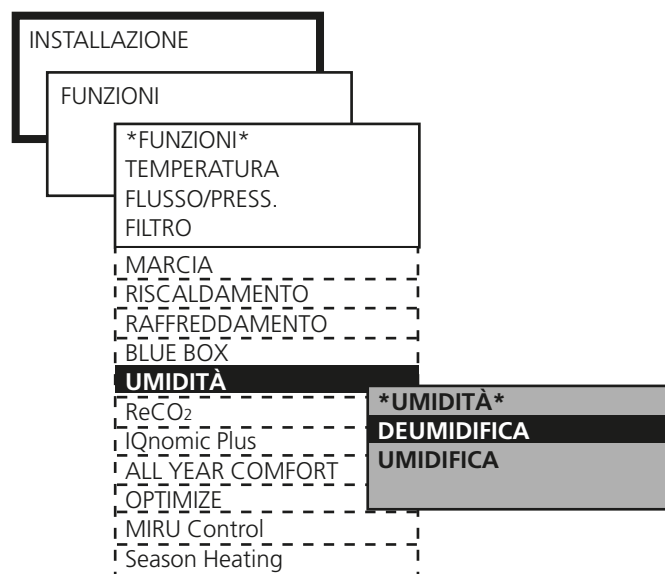 INSTALLAZIONE
FUNZIONI
*FUNZIONI*
TEMPERATURA
FLUSSO/PRESS.
FILTRO
MARCIA
RISCALDAMENTO
RAFFREDDAMENTO
BLUE BOX
UMIDITÀ
ReCO₂
IQnomic Plus
ALL YEAR COMFORT
OPTIMIZE
MIRU Control
Season Heating
*UMIDITÀ*
DEUMIDIFICA
UMIDIFICA